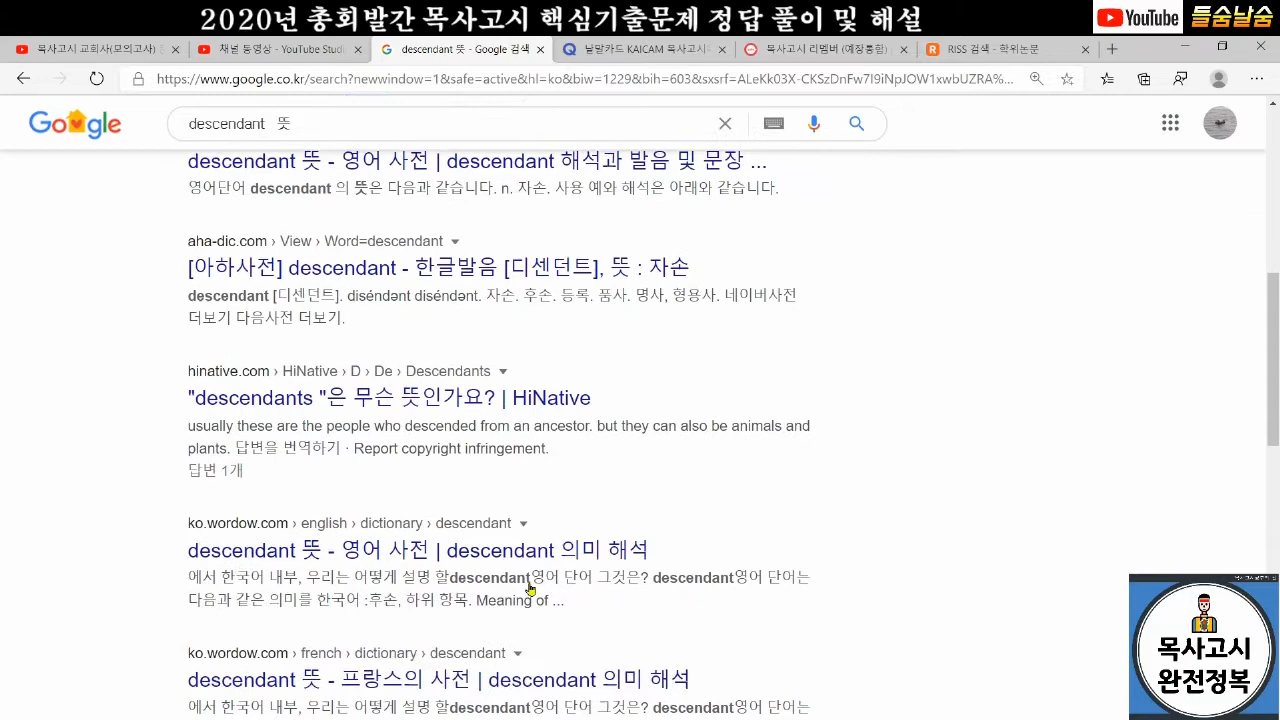 2020년 총회발간 목사고시 핵심기출문제 정답 풀이 및 해설
YouTube 들숨날숨
목사고시 교회사(모의고사)
채널 동영상 - YouTube Studi
descendant 뜻 - Google 검색
낱말카드 KAICAM 목사고시
목사고시 리멤버 (예장통합)
RISS 검색 - 학위논문
https://www.google.co.kr/search?newwindow=1&safe=active&hl=ko&biw=1229&bih=603&sxsrf=ALeKk03X-CKSzDnFw7I9iNpJOW1xwbUZRA%...
Google
descendant 뜻
descendant 뜻 - 영어 사전 | descendant 해석과 발음 및 문장 ...
영어단어 descendant 의 뜻은 다음과 같습니다. n. 자손. 사용 예와 해석은 아래와 같습니다.
aha-dic.com › View › Word=descendant
[아하사전] descendant - 한글발음 [디센던트], 뜻 : 자손
descendant [디센던트]. diséndənt diséndənt. 자손. 후손. 등록. 품사. 명사, 형용사. 네이버사전
더보기 다음사전 더보기.
hinative.com › HiNative › D › De › Descendants
"descendants "은 무슨 뜻인가요? | HiNative
usually these are the people who descended from an ancestor. but they can also be animals and
plants. 답변을 번역하기 · Report copyright infringement.
답변 1개
ko.wordow.com › english › dictionary › descendant
descendant 뜻 - 영어 사전 | descendant 의미 해석
에서 한국어 내부, 우리는 어떻게 설명 할descendant영어 단어 그것은? descendant영어 단어는
다음과 같은 의미를 한국어 :후손, 하위 항목. Meaning of ...
ko.wordow.com › french › dictionary › descendant
descendant 뜻 - 프랑스의 사전 | descendant 의미 해석
에서 한국어 내부, 우리는 어떻게 설명 할descendant영어 단어 그것은? descendant영어 단어는
목사고시
완전정복